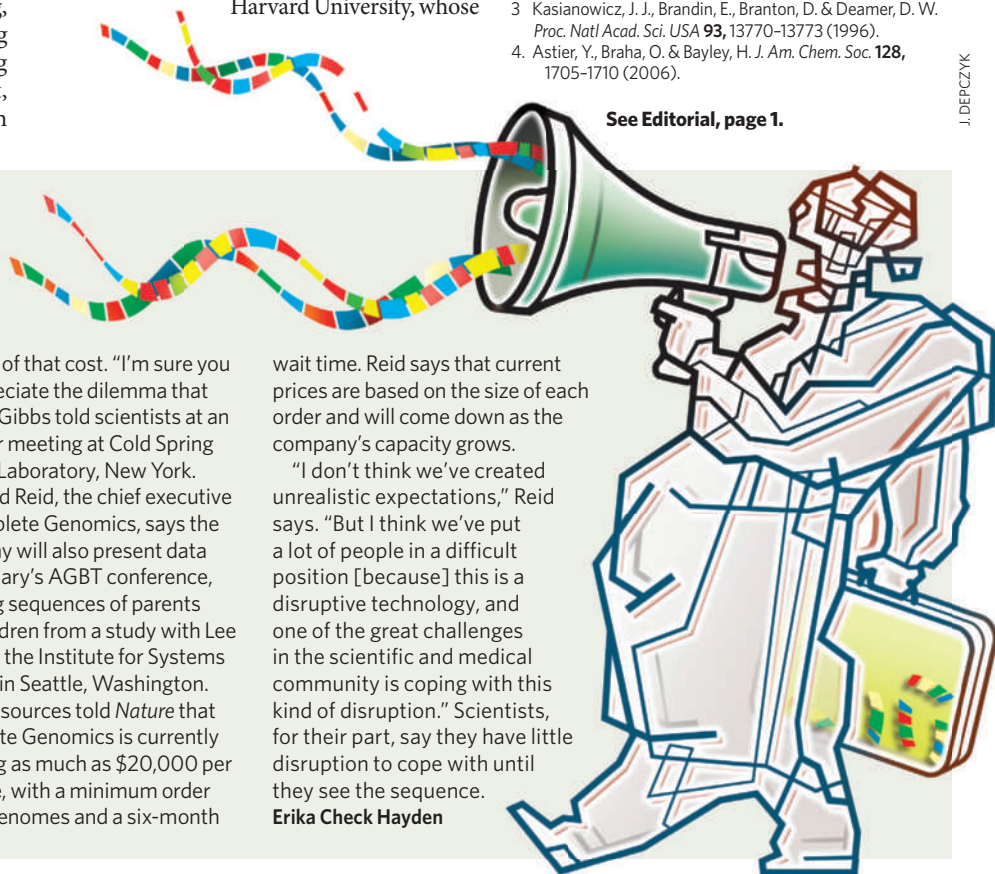 g,
g
g
n
Harvard University, whose
3 Kasianowicz, J. J., Brandin, E., Branton, D. & Deamer, D. W.
Proc. Natl Acad. Sci. USA 93, 13770–13773 (1996).
4. Astier, Y., Braha, O. & Bayley, H. J. Am. Chem. Soc. 128,
1705–1710 (2006).
See Editorial, page 1.
J. DEPCZYK
of that cost. “I’m sure you
eciate the dilemma that
Gibbs told scientists at an
r meeting at Cold Spring
Laboratory, New York.
d Reid, the chief executive
plete Genomics, says the
y will also present data
ary’s AGBT conference,
g sequences of parents
dren from a study with Lee
the Institute for Systems
in Seattle, Washington.
sources told Nature that
te Genomics is currently
g as much as $20,000 per
e, with a minimum order
enomes and a six-month
wait time. Reid says that current
prices are based on the size of each
order and will come down as the
company’s capacity grows.
“I don’t think we’ve created
unrealistic expectations,” Reid
says. “But I think we’ve put
a lot of people in a difficult
position [because] this is a
disruptive technology, and
one of the great challenges
in the scientific and medical
community is coping with this
kind of disruption.” Scientists,
for their part, say they have little
disruption to cope with until
they see the sequence.
Erika Check Hayden